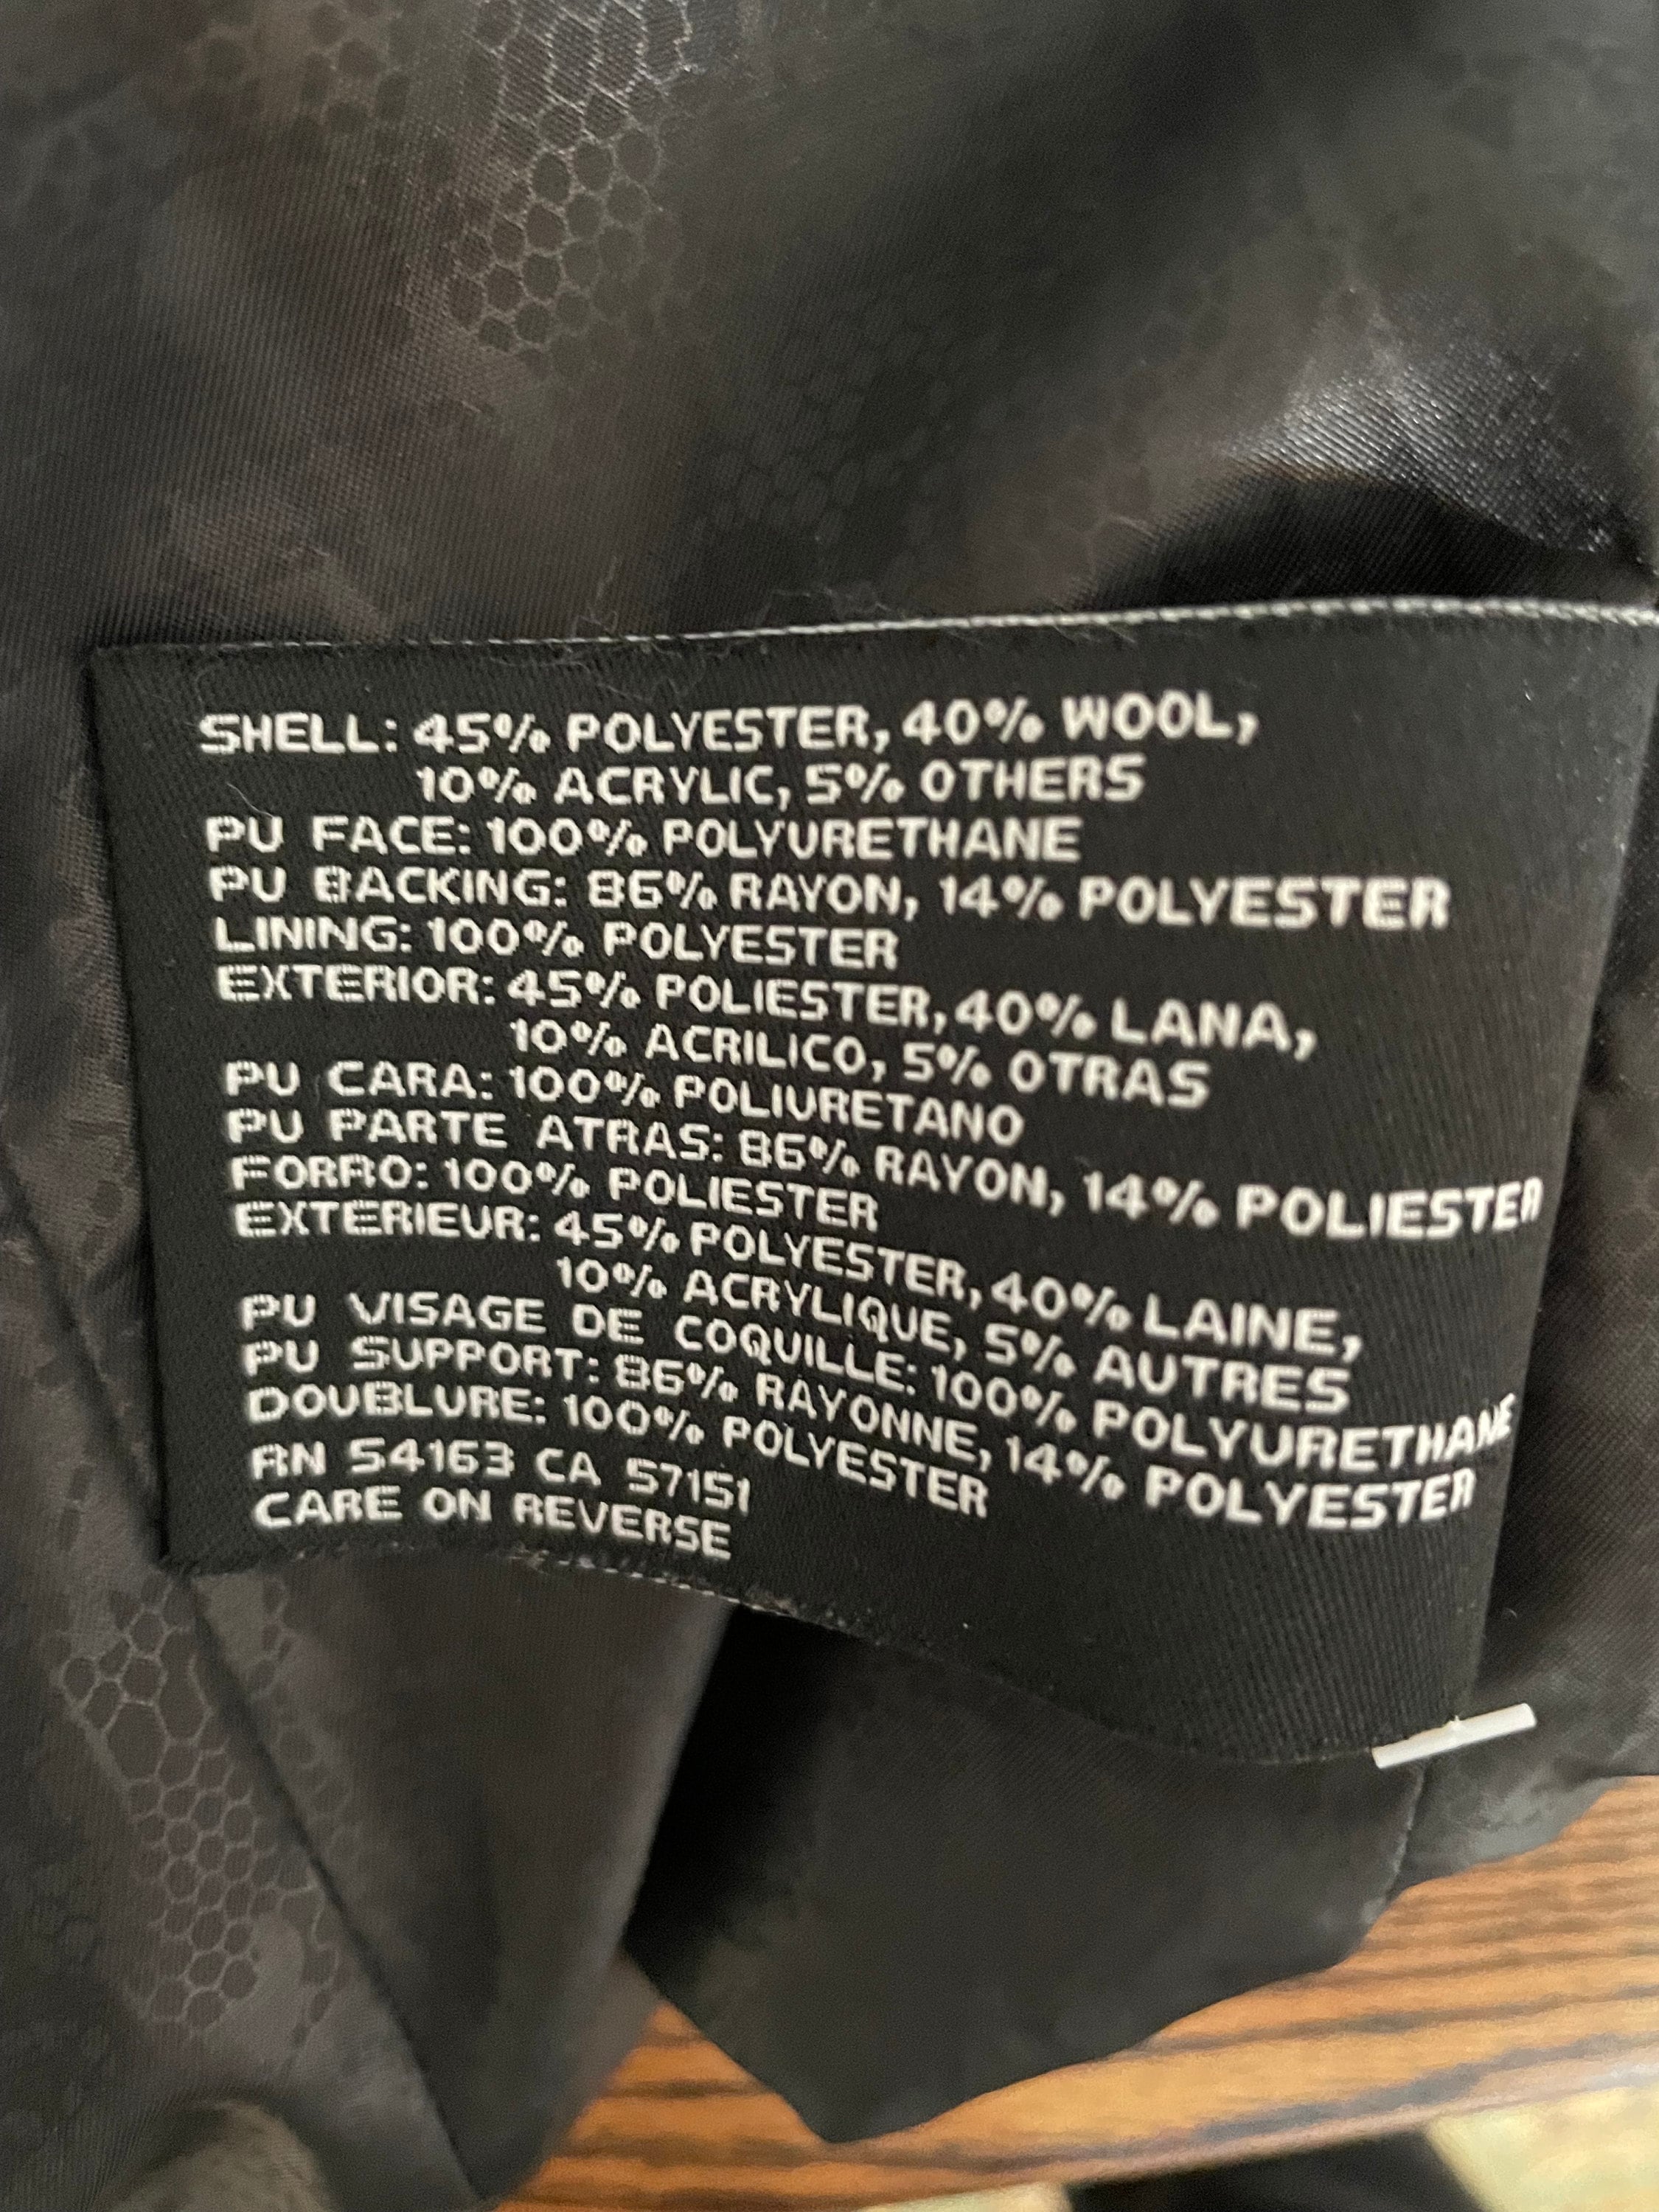 SHELL: 45% POLYESTER, 40% WOOL,
10% ACRYLIC, 5% OTHERS
PU FACE: 100% POLYURETHANE
PU BACKING: 86% RAYON, 14% POLYESTER
LINING: 100% POLYESTER
EXTERIOR: 45% POLIESTER, 40% LANA,
10% ACRILICO, 5% OTRAS
PU CARA: 100% POLIURETANO
PU PARTE ATRAS: 86% RAYON, 14% POLIESTER
FORRO: 100% POLIESTER
EXTERIEUR: 45% POLYESTER, 40% LAINE,
10% ACRYLIQUE, 5% AUTRES
PU VISAGE DE COQUILLE: 100% POLYURETHANE
PU SUPPORT: 86% RAYONNE, 14% POLYESTER
DOUBLURE: 100% POLYESTER
RN 54163 CA 57151
CARE ON REVERSE